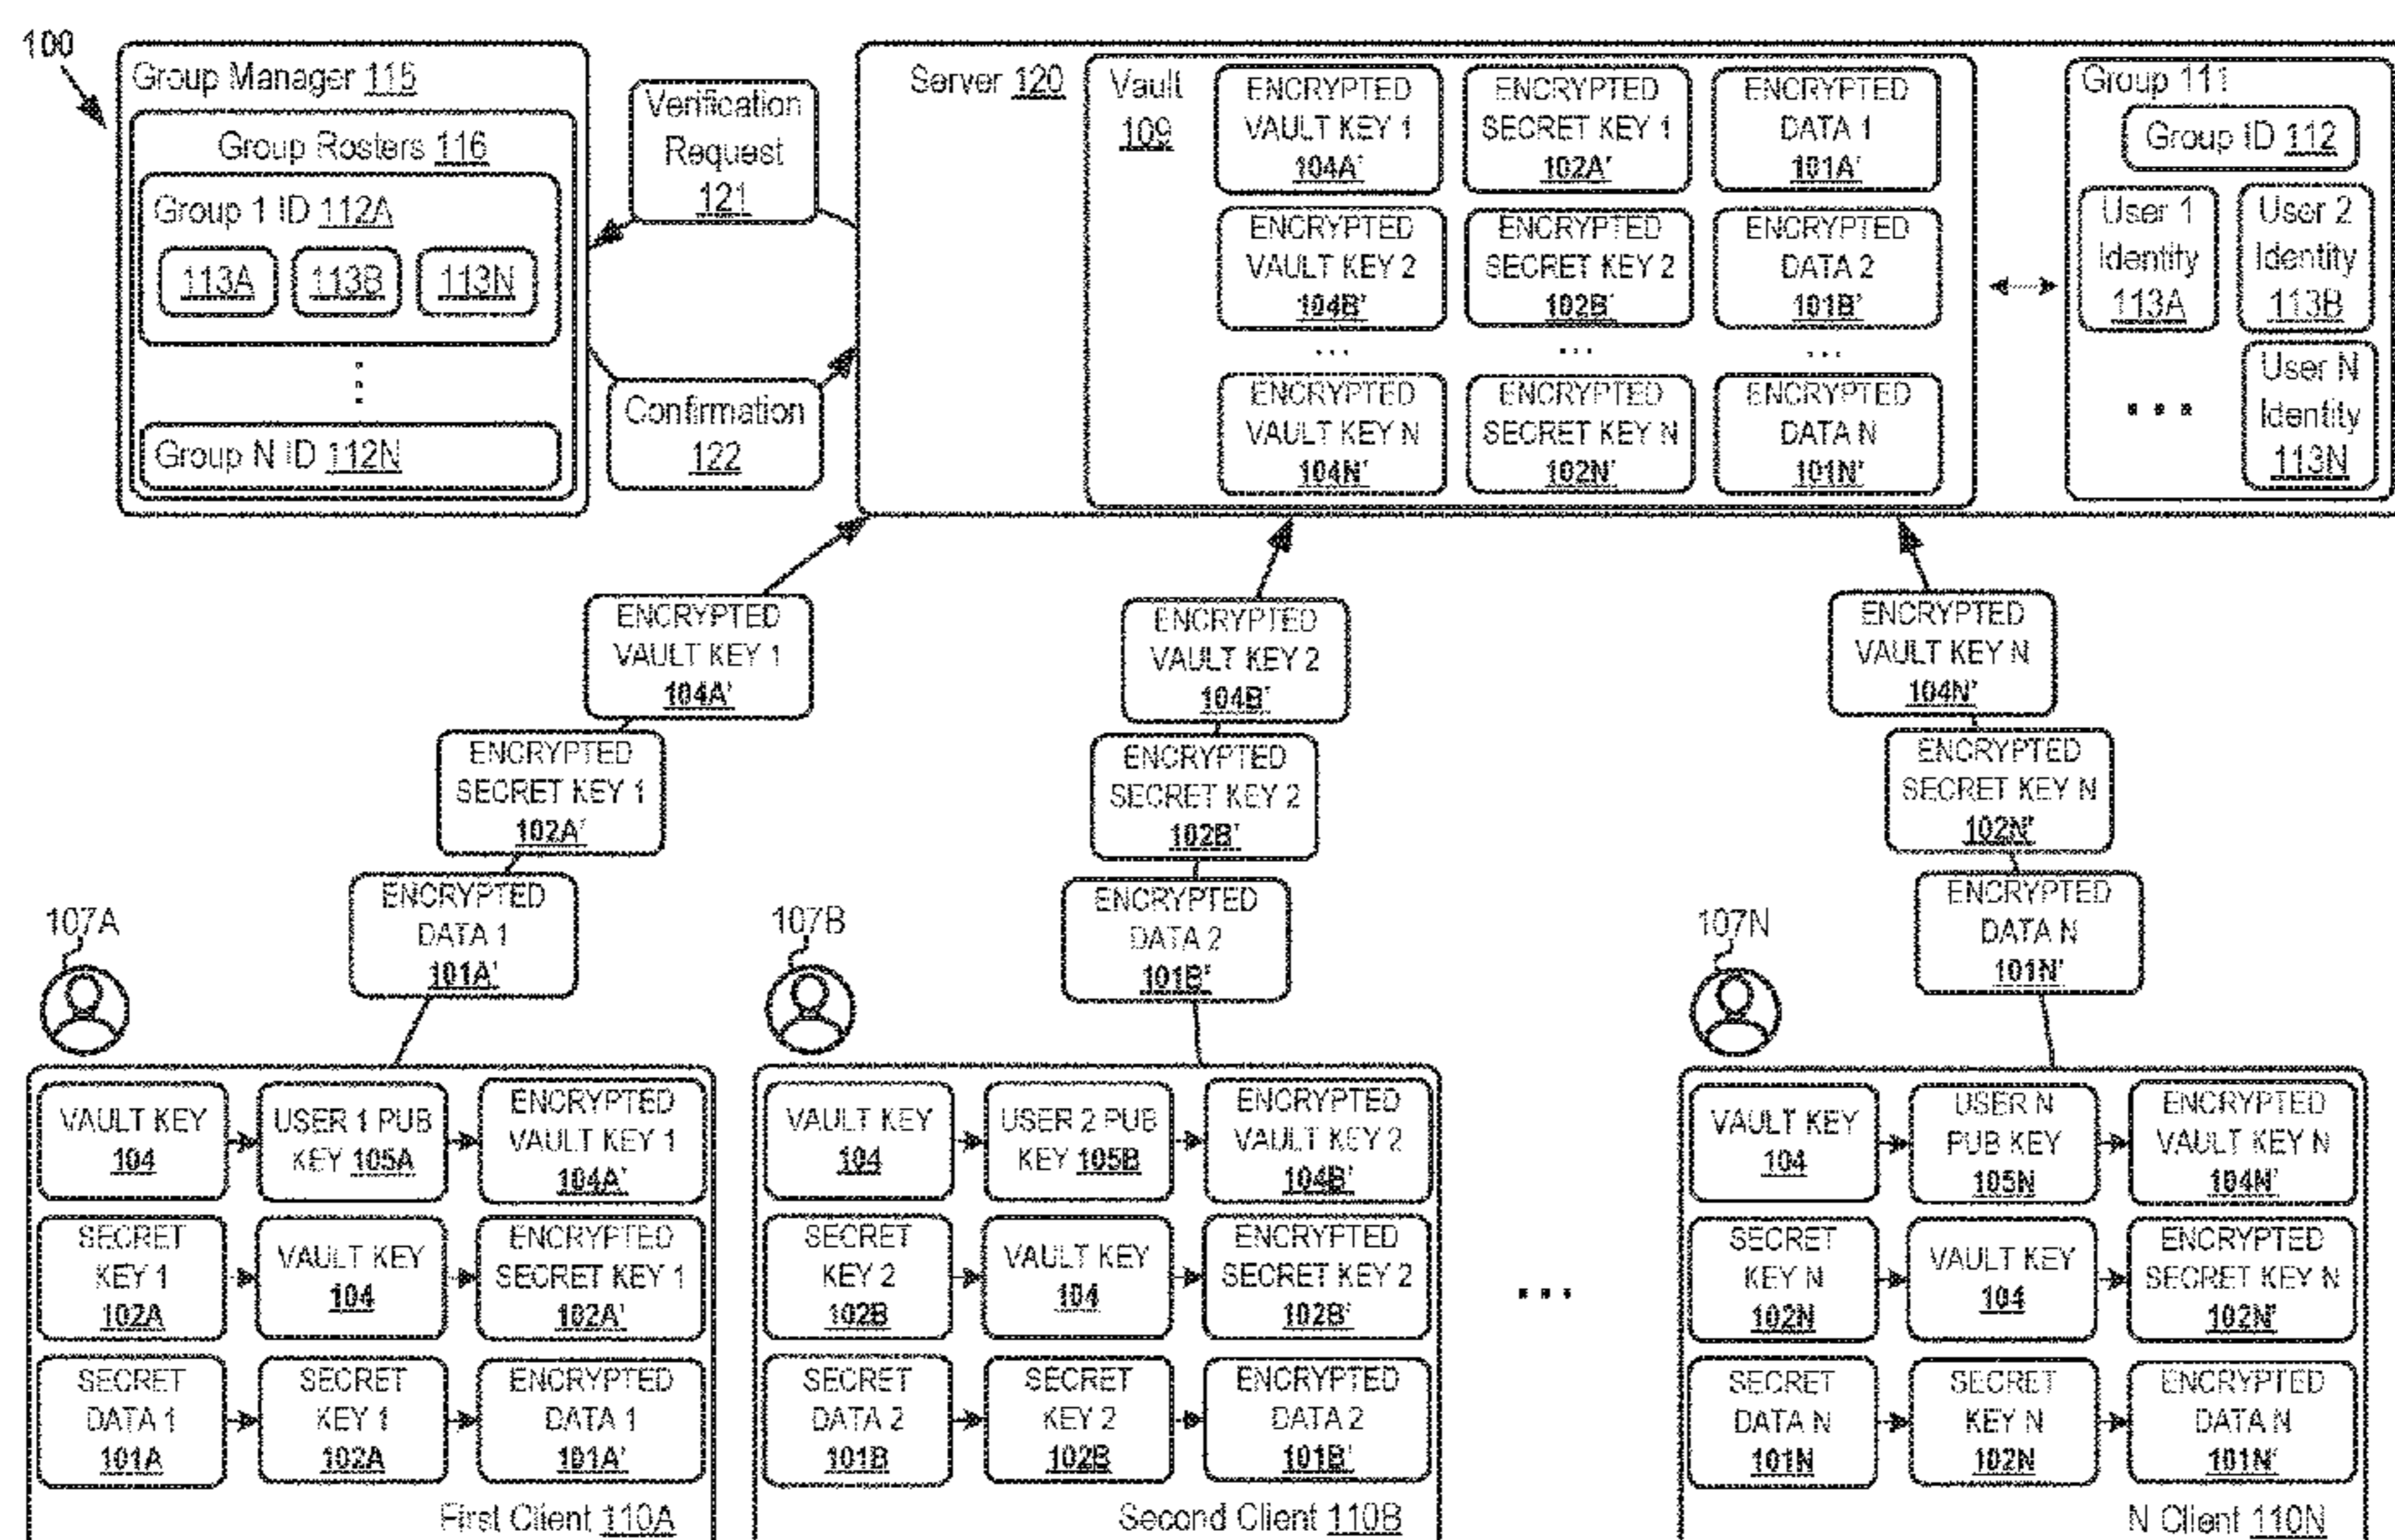 100
Group Manager 115
Group Rosters 116
Group 1 ID 112A
113A
113B
113N
Group N ID 112N
Verification
Request
121
Confirmation
122
Server 120
Vault
109
ENCRYPTED
VAULT KEY 1
104A'
ENCRYPTED
SECRET KEY 1
102A'
ENCRYPTED
DATA 1
101A'
ENCRYPTED
VAULT KEY 2
104B'
ENCRYPTED
SECRET KEY 2
102B'
ENCRYPTED
DATA 2
101B'
...
...
...
ENCRYPTED
VAULT KEY N
104N'
ENCRYPTED
SECRET KEY N
102N'
ENCRYPTED
DATA N
101N'
Group 111
Group ID 112
User 1
Identity
113A
User 2
Identity
113B
...
User N
Identity
113N
ENCRYPTED
VAULT KEY 1
104A'
ENCRYPTED
SECRET KEY 1
102A'
ENCRYPTED
DATA 1
101A'
ENCRYPTED
VAULT KEY 2
104B'
ENCRYPTED
SECRET KEY 2
102B'
ENCRYPTED
DATA 2
101B'
ENCRYPTED
VAULT KEY N
104N'
ENCRYPTED
SECRET KEY N
102N'
ENCRYPTED
DATA N
101N'
107A
VAULT KEY
104
USER 1 PUB
KEY 105A
ENCRYPTED
VAULT KEY 1
104A'
SECRET
KEY 1
102A
VAULT KEY
104
ENCRYPTED
SECRET KEY 1
102A'
SECRET
DATA 1
101A
SECRET
KEY 1
102A
ENCRYPTED
DATA 1
101A'
First Client 110A
107B
VAULT KEY
104
USER 2 PUB
KEY 105B
ENCRYPTED
VAULT KEY 2
104B'
SECRET
KEY 2
102B
VAULT KEY
104
ENCRYPTED
SECRET KEY 2
102B'
SECRET
DATA 2
101B
SECRET
KEY 2
102B
ENCRYPTED
DATA 2
101B'
Second Client 110B
...
107N
VAULT KEY
104
USER N
PUB KEY
105N
ENCRYPTED
VAULT KEY N
104N'
SECRET
KEY N
102N
VAULT KEY
104
ENCRYPTED
SECRET KEY N
102N'
SECRET
DATA N
101N
SECRET
KEY N
102N
ENCRYPTED
DATA N
101N'
N Client 110N